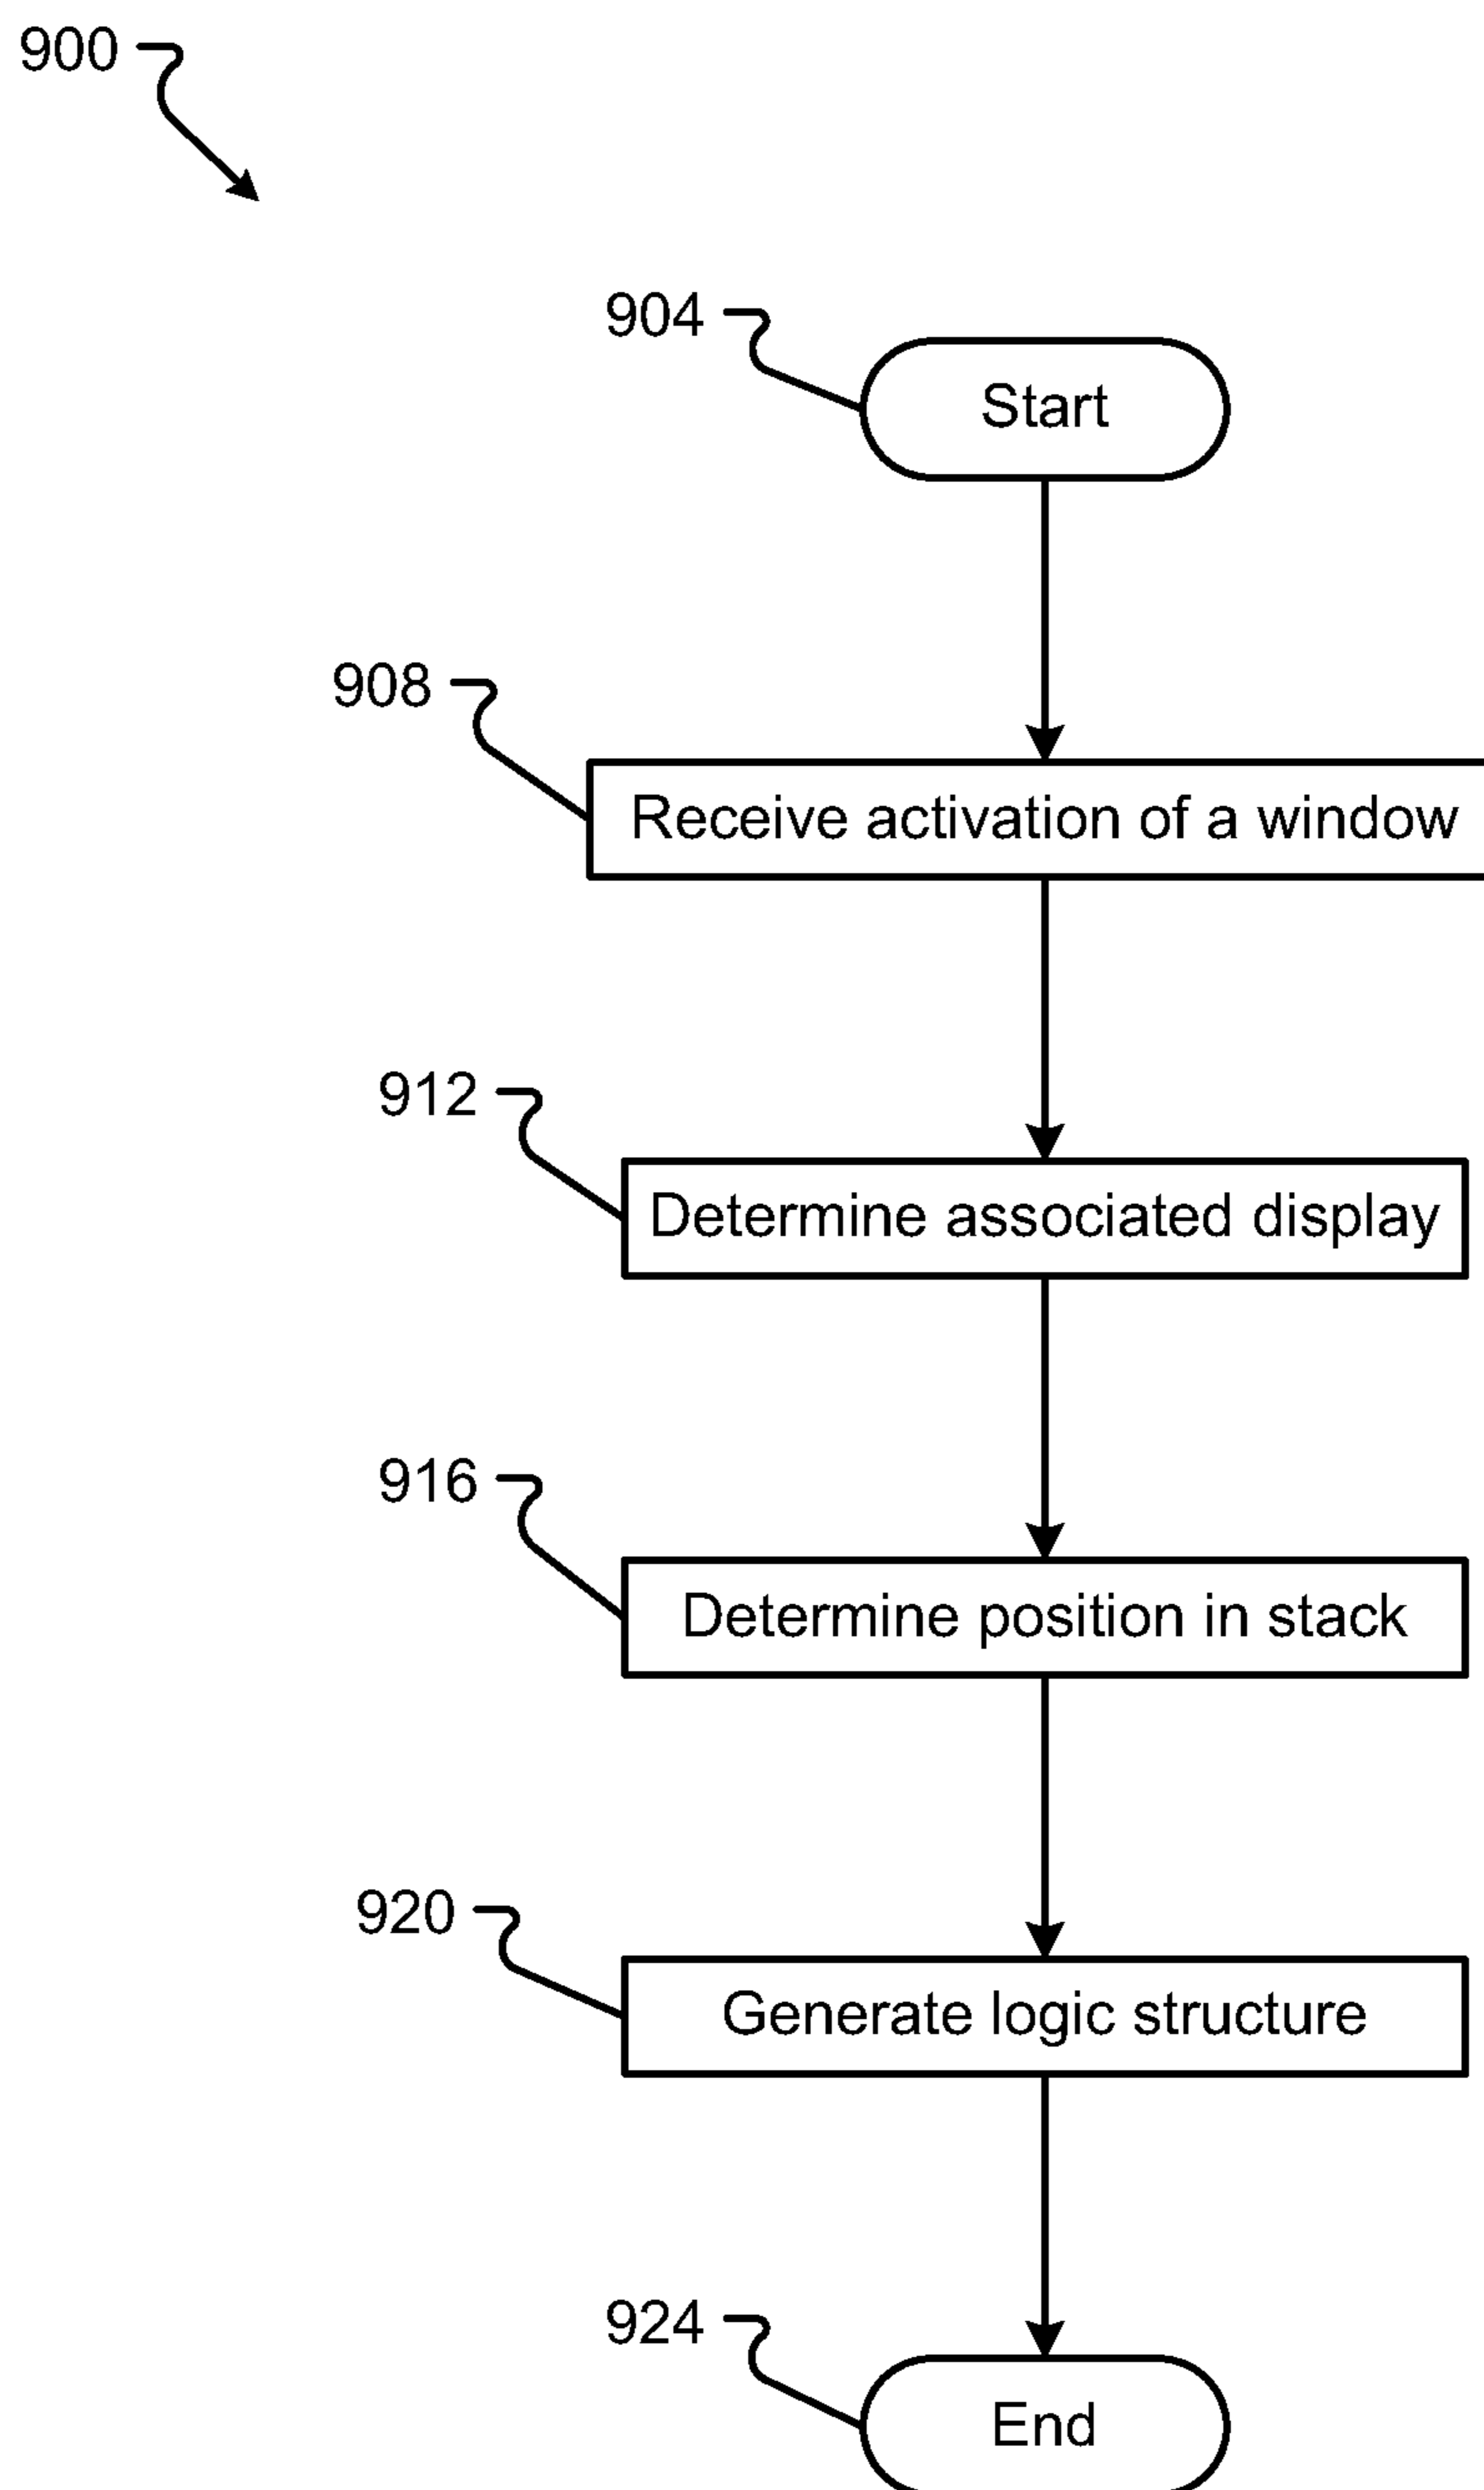 900
904
Start
908
Receive activation of a window
912
Determine associated display
916
Determine position in stack
920
Generate logic structure
924
End